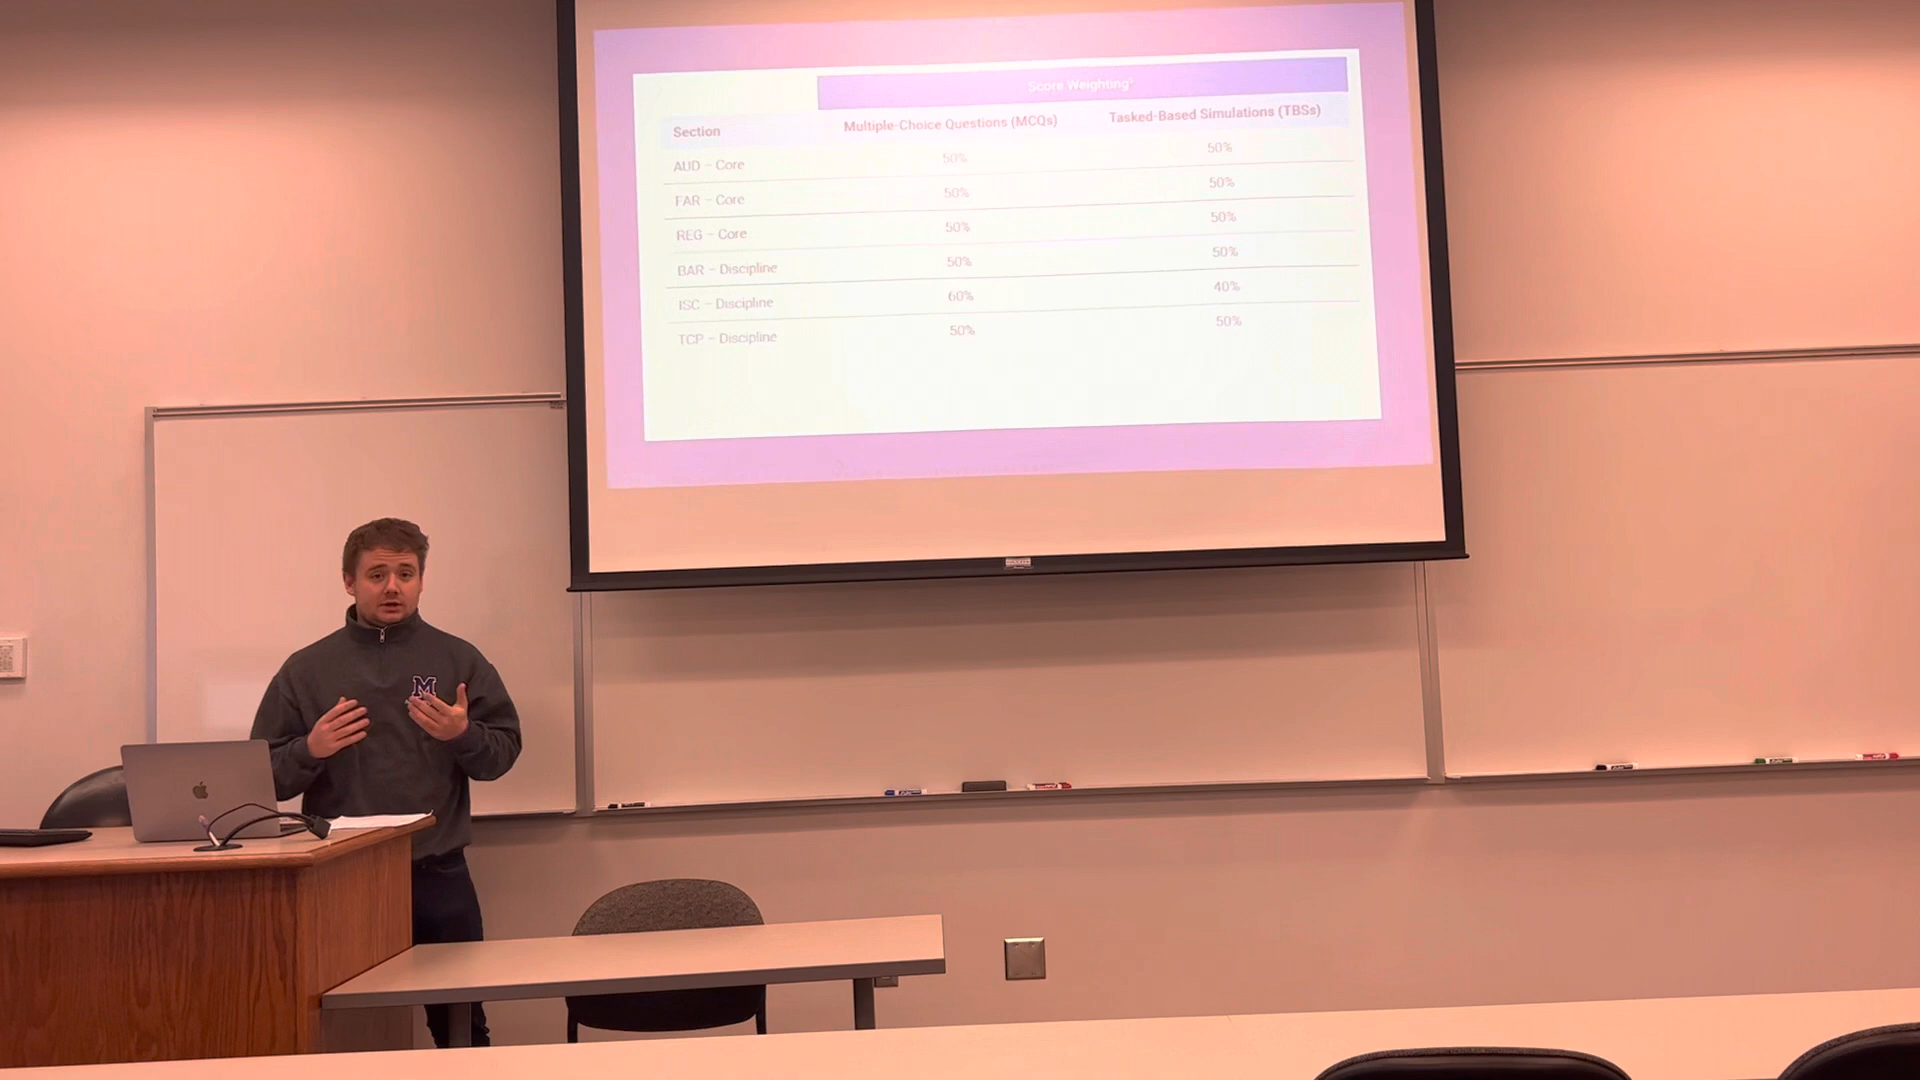 Score Weighting²
Section Multiple-Choice Questions (MCQs) Tasked-Based Simulations (TBSs)
AUD – Core 50% 50%
FAR – Core 50% 50%
REG – Core 50% 50%
BAR – Discipline 50% 50%
ISC – Discipline 60% 40%
TCP – Discipline 50% 50%
M